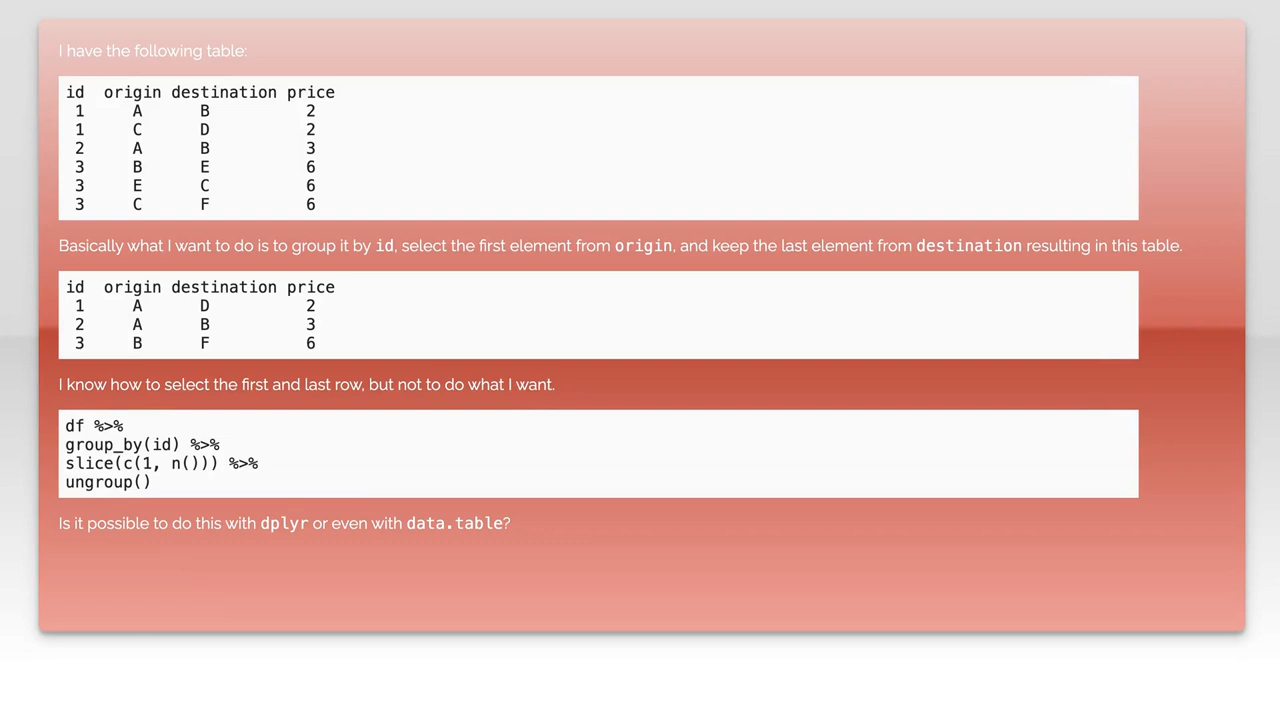 I have the following table:
id  origin destination price
 1     A      B          2
 1     C      D          2
 2     A      B          3
 3     B      E          6
 3     E      C          6
 3     C      F          6
Basically what I want to do is to group it by id, select the first element from origin, and keep the last element from destination resulting in this table.
id  origin destination price
 1     A      D          2
 2     A      B          3
 3     B      F          6
I know how to select the first and last row, but not to do what I want.
df %>%
group_by(id) %>%
slice(c(1, n())) %>%
ungroup()
Is it possible to do this with dplyr or even with data.table?